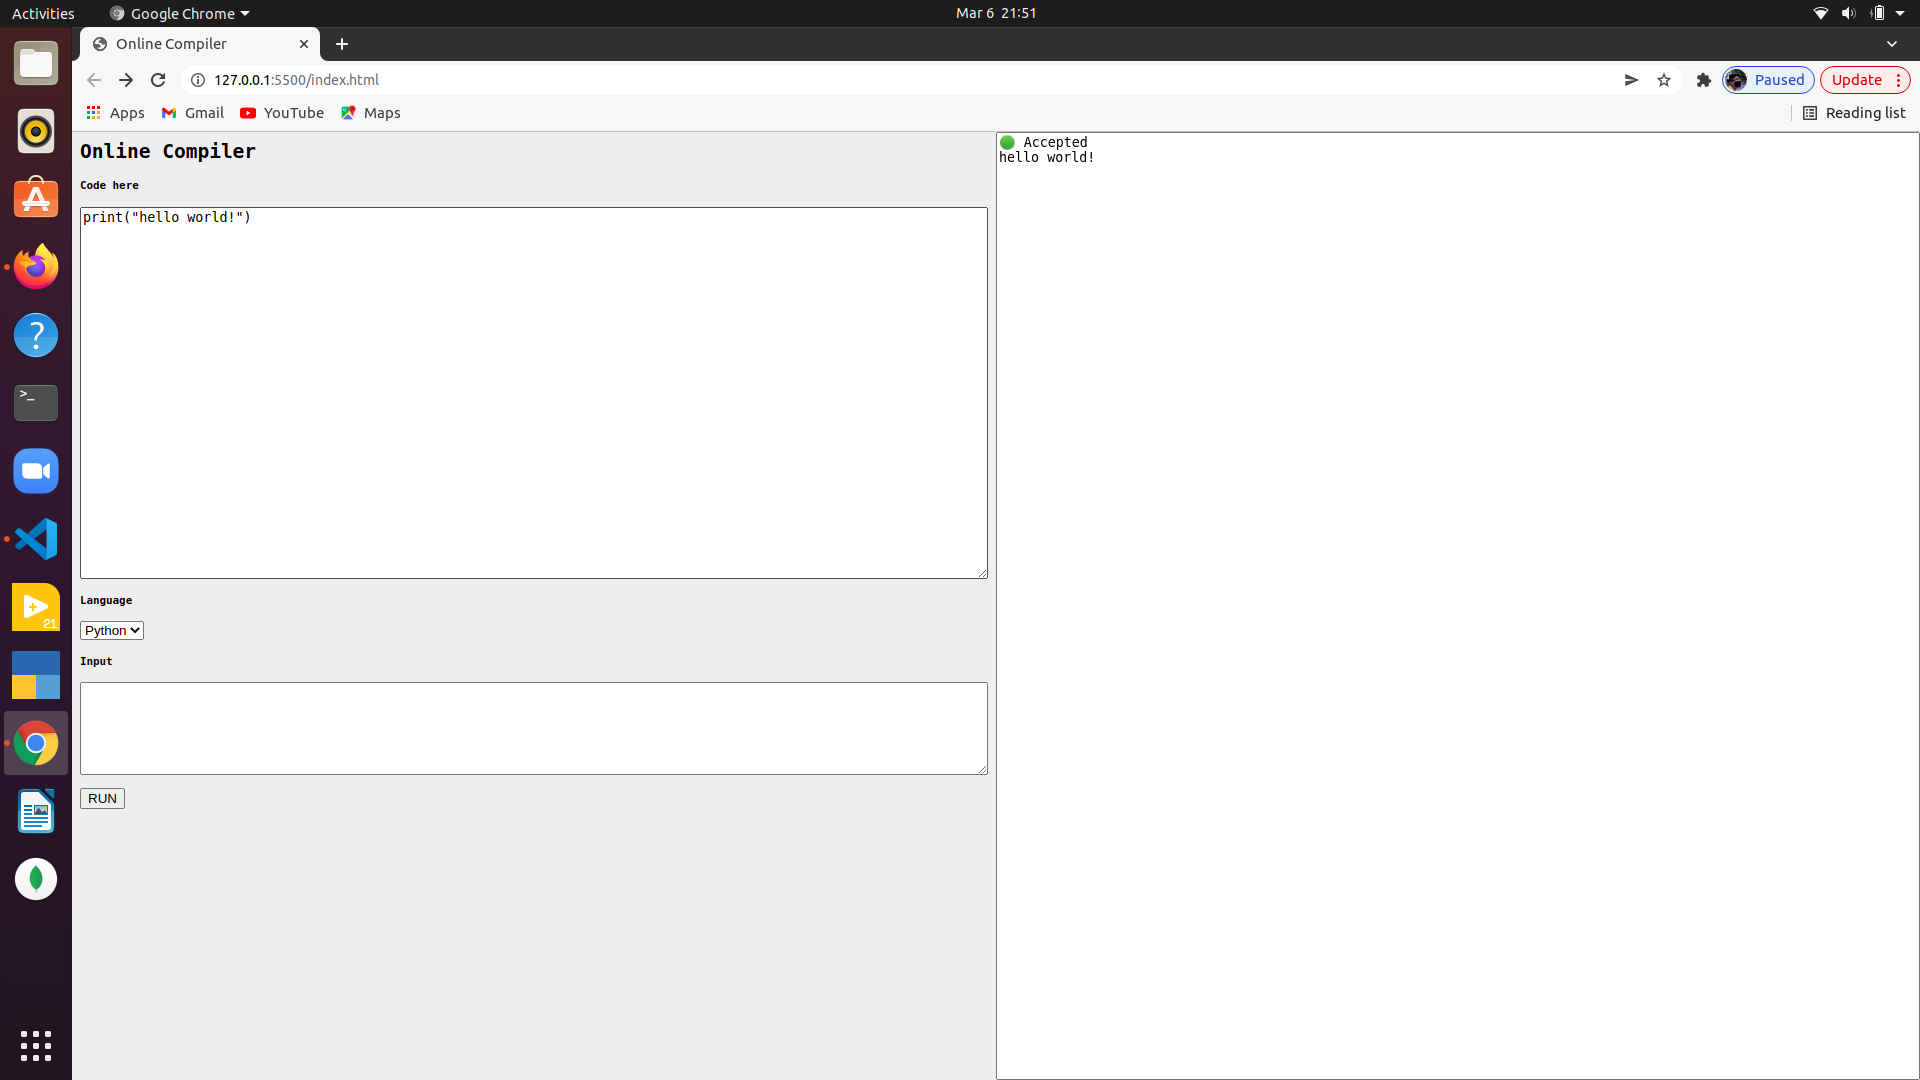 Activities
Google Chrome
Mar 6 21:51
Online Compiler
127.0.0.1:5500/index.html
Paused
Update
Apps
Gmail
YouTube
Maps
Reading list
Online Compiler
Code here
print("hello world!")
Language
Python
Input
RUN
Accepted
hello world!
?
>_
21